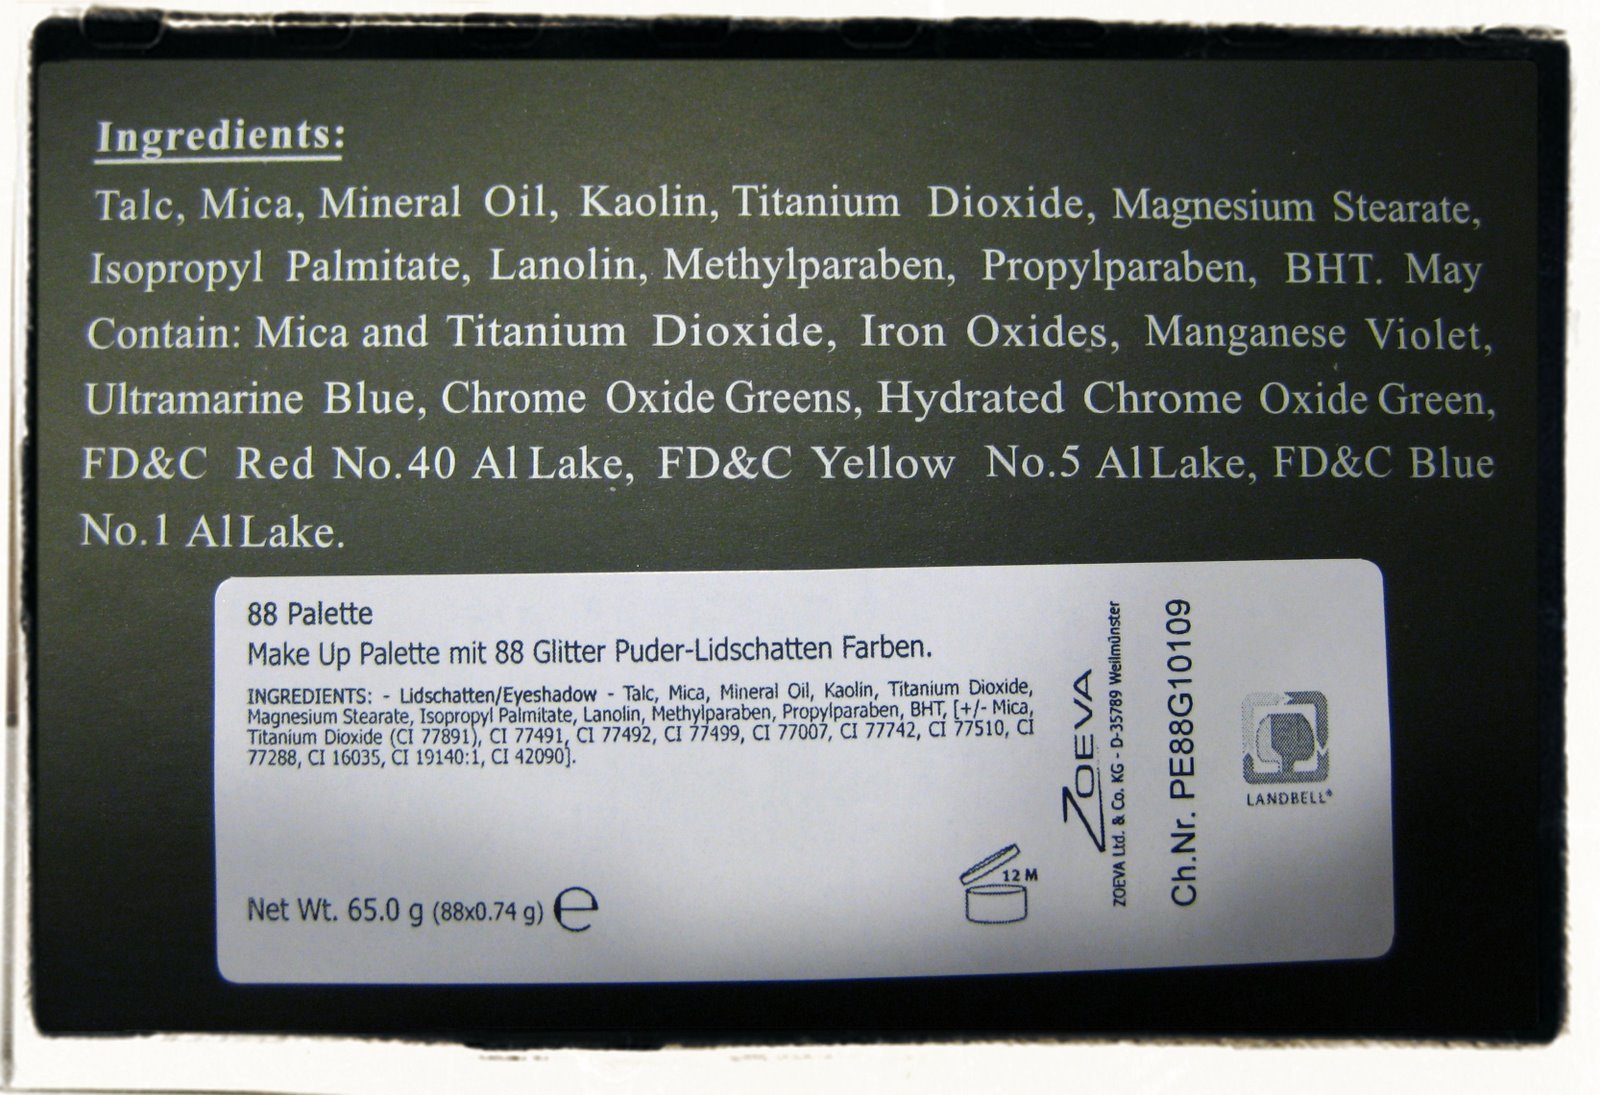 Ingredients:
Talc, Mica, Mineral Oil, Kaolin, Titanium Dioxide, Magnesium Stearate,
Isopropyl Palmitate, Lanolin, Methylparaben, Propylparaben, BHT. May
Contain: Mica and Titanium Dioxide, Iron Oxides, Manganese Violet,
Ultramarine Blue, Chrome Oxide Greens, Hydrated Chrome Oxide Green,
FD&C Red No.40 Al Lake, FD&C Yellow No.5 Al Lake, FD&C Blue
No.1 Al Lake.
88 Palette
Make Up Palette mit 88 Glitter Puder-Lidschatten Farben.
INGREDIENTS: - Lidschatten/Eyeshadow - Talc, Mica, Mineral Oil, Kaolin, Titanium Dioxide,
Magnesium Stearate, Isopropyl Palmitate, Lanolin, Methylparaben, Propylparaben, BHT, [+/- Mica,
Titanium Dioxide (CI 77891), CI 77491, CI 77492, CI 77499, CI 77007, CI 77742, CI 77510, CI
77288, CI 16035, CI 19140:1, CI 42090].
Net Wt. 65.0 g (88x0.74 g) e
12 M
ZOEVA
ZOEVA Ltd. & Co. KG - D-35789 Weilmünster
Ch.Nr. PE88G10109
LANDBELL®